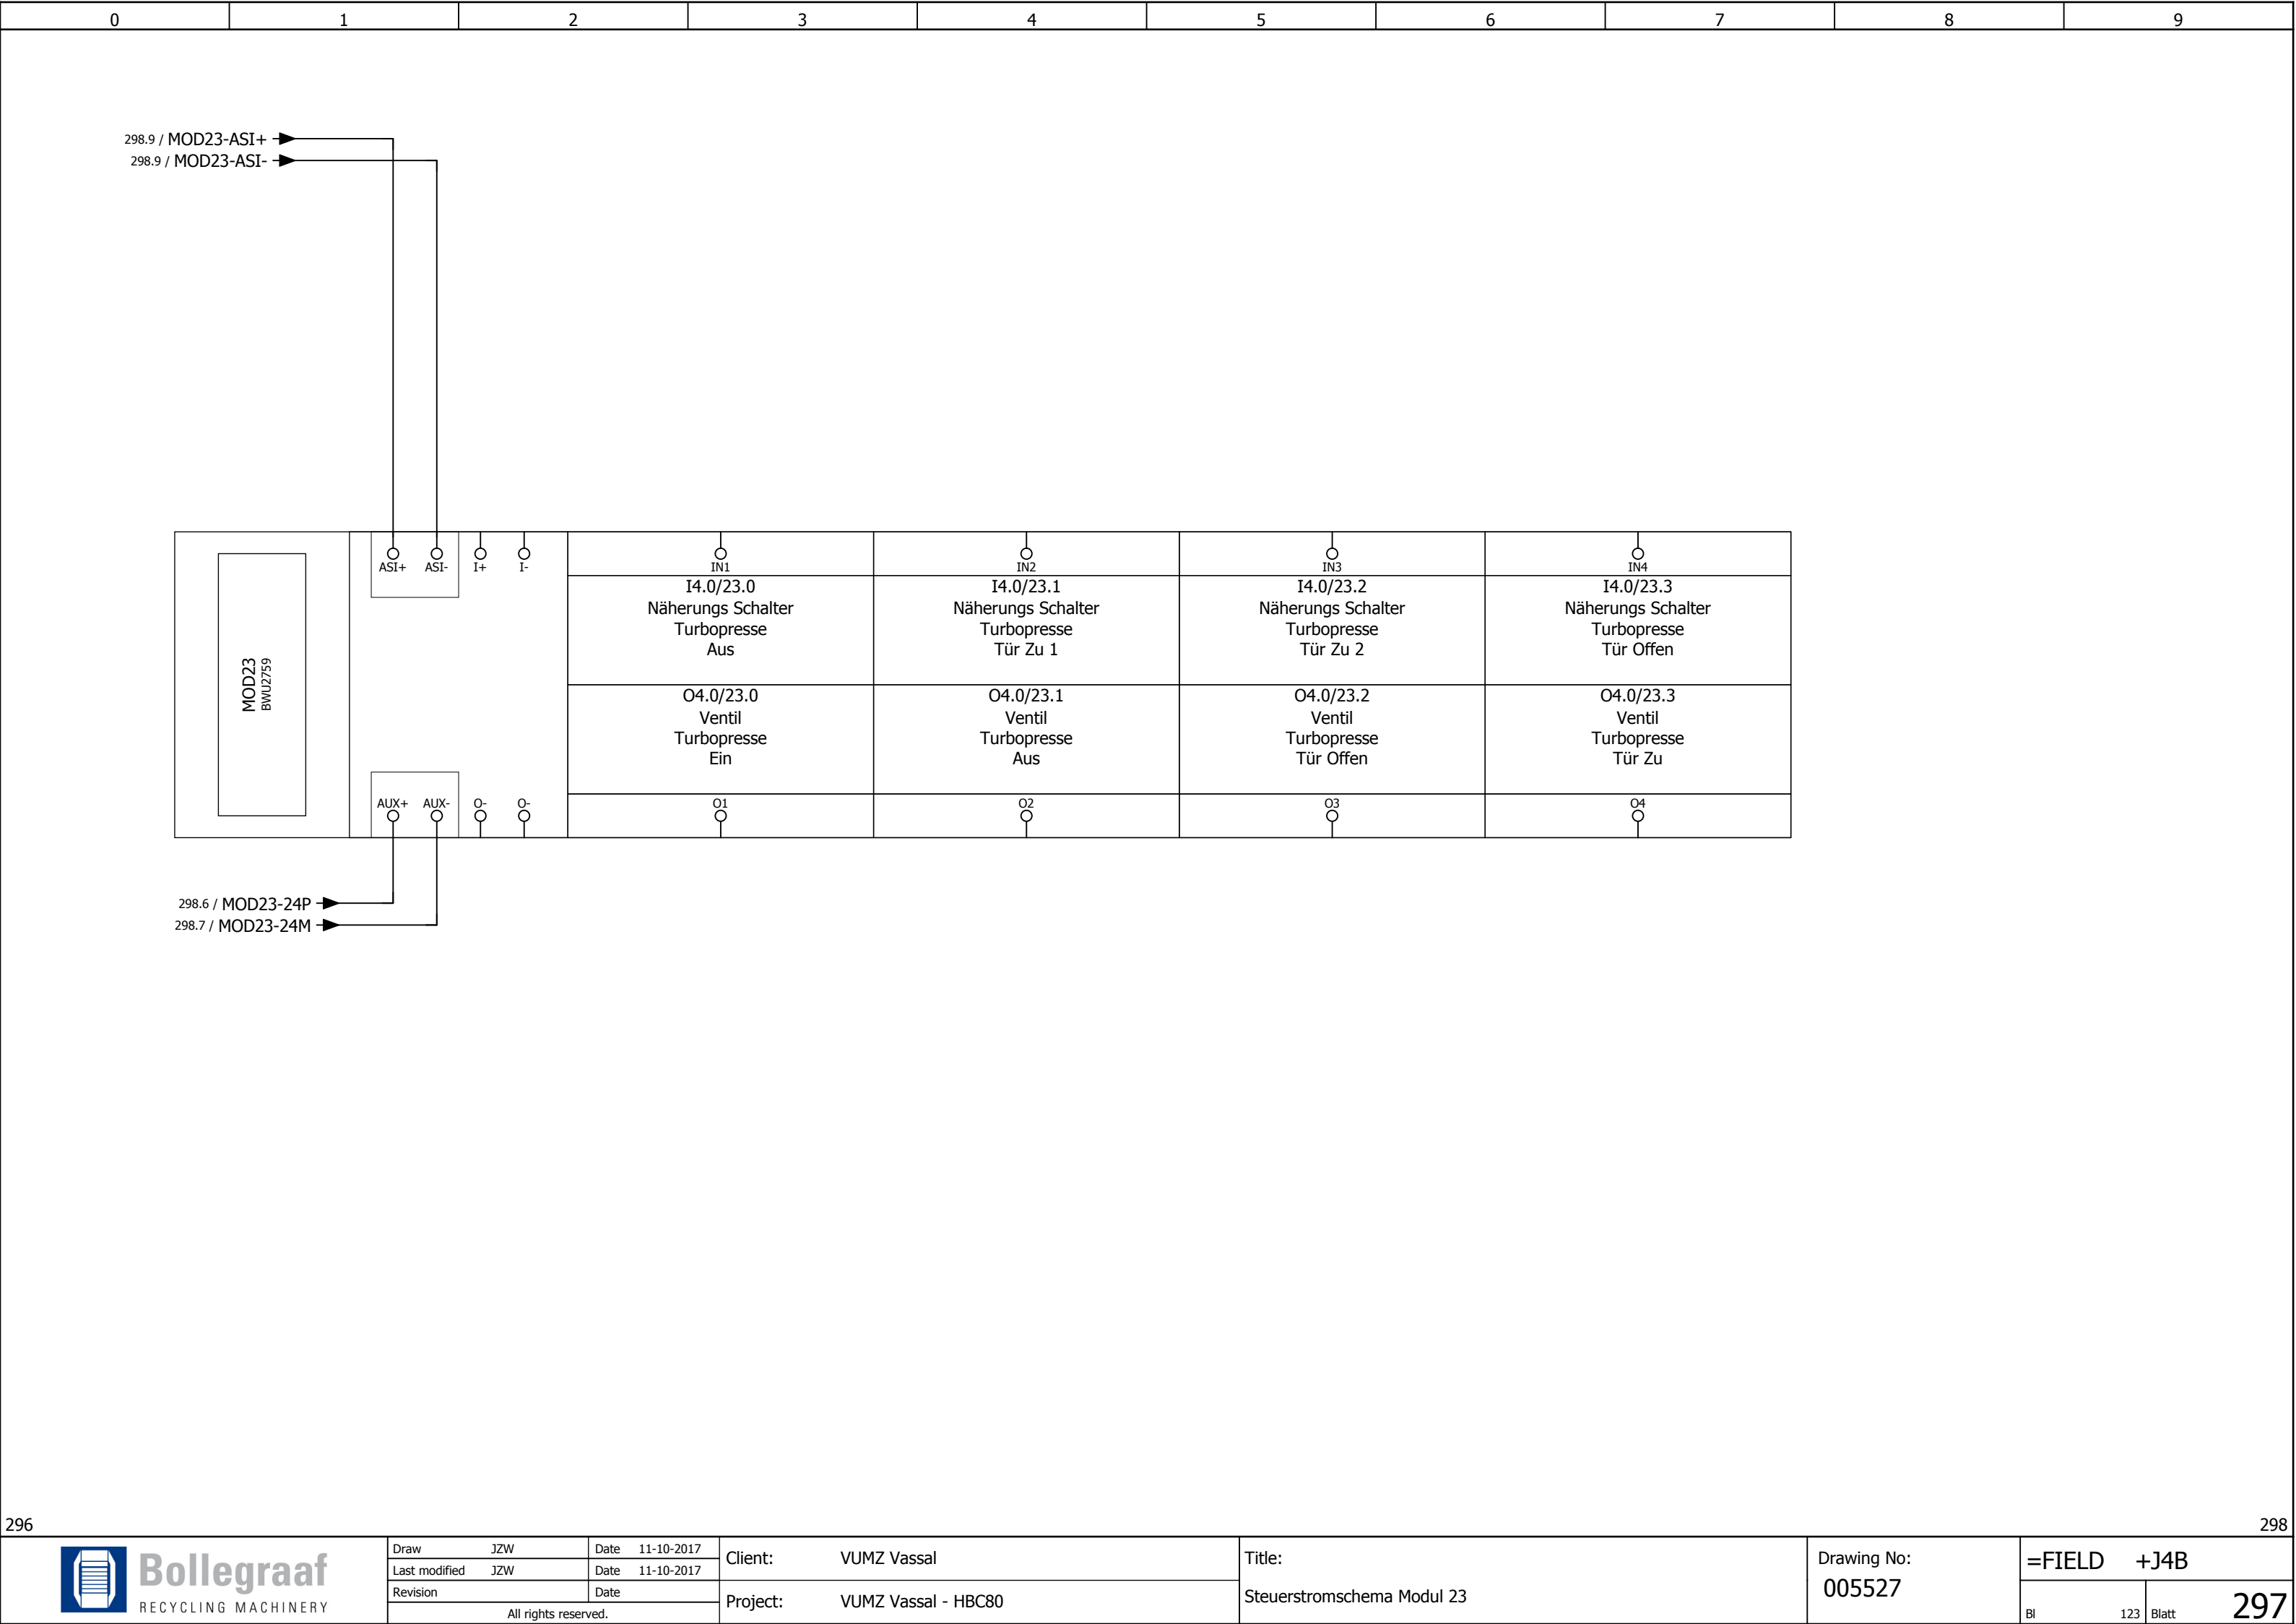 0 1 2 3 4 5 6 7 8 9
298.9 / MOD23-ASI+
298.9 / MOD23-ASI-
ASI+ ASI- I+ I- IN1 IN2 IN3 IN4
I4.0/23.0 I4.0/23.1 I4.0/23.2 I4.0/23.3
Näherungs Schalter Näherungs Schalter Näherungs Schalter Näherungs Schalter
Turbopresse Turbopresse Turbopresse Turbopresse
Aus Tür Zu 1 Tür Zu 2 Tür Offen
MOD23
BWU2759
O4.0/23.0 O4.0/23.1 O4.0/23.2 O4.0/23.3
Ventil Ventil Ventil Ventil
Turbopresse Turbopresse Turbopresse Turbopresse
Ein Aus Tür Offen Tür Zu
AUX+ AUX- O- O- O1 O2 O3 O4
298.6 / MOD23-24P
298.7 / MOD23-24M
296 298
Bollegraaf
RECYCLING MACHINERY
Draw JZW Date 11-10-2017
Last modified JZW Date 11-10-2017
Revision Date
All rights reserved.
Client: VUMZ Vassal
Project: VUMZ Vassal - HBC80
Title:
Steuerstromschema Modul 23
Drawing No:
005527
=FIELD +J4B
Bl 123 Blatt 297